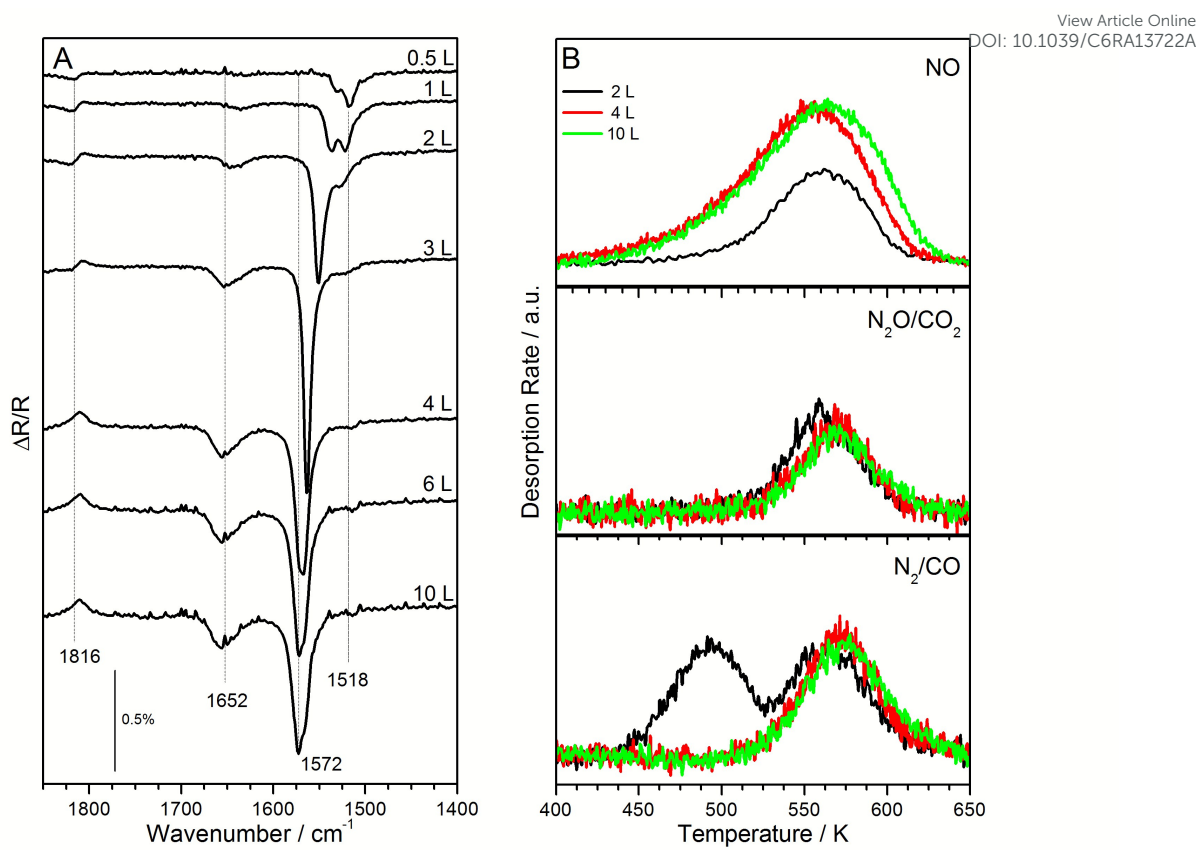 View Article Online
DOI: 10.1039/C6RA13722A
A
0.5 L
1 L
2 L
3 L
4 L
6 L
10 L
1816
1652
1518
1572
0.5%
ΔR/R
1800
1700
1600
1500
1400
Wavenumber / cm-1
B
NO
2 L
4 L
10 L
N2O/CO2
N2/CO
Desorption Rate / a.u.
400
450
500
550
600
650
Temperature / K